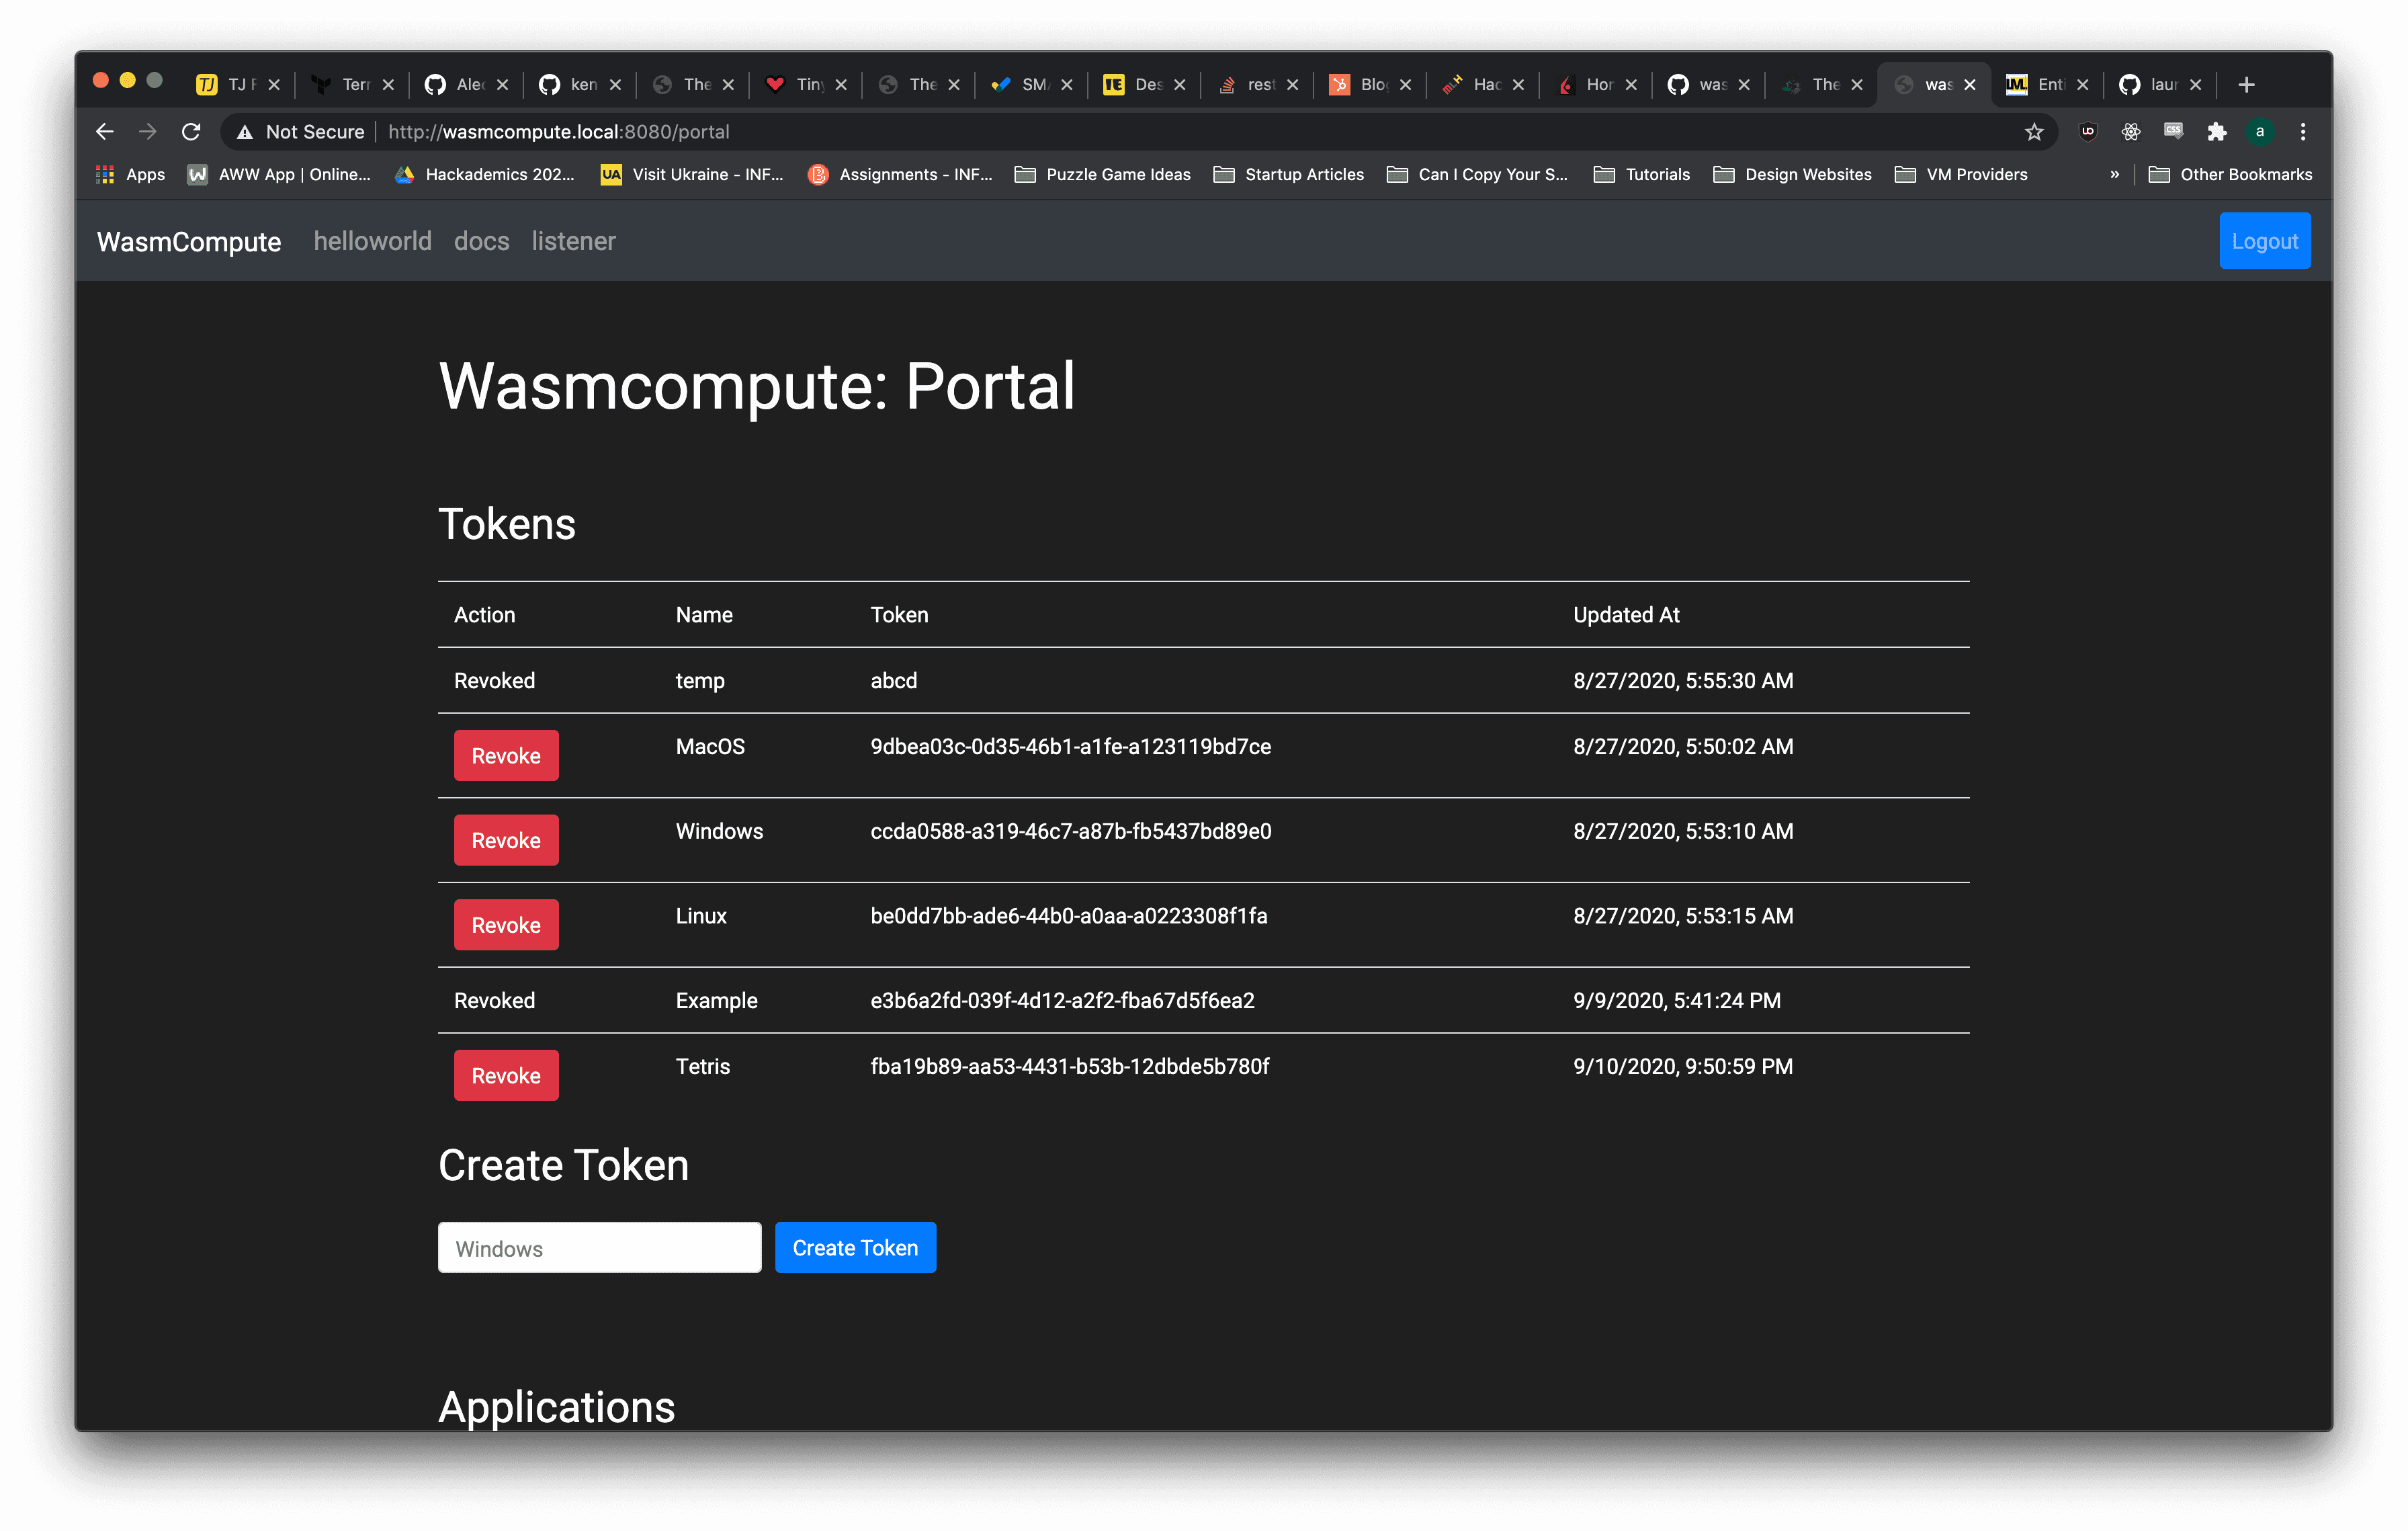 TJ F Terr Alec ken The Tiny The SMA Des rest Blog Hac Hor was The was Enti laur
Not Secure http://wasmcompute.local:8080/portal
Apps AWW App | Online... Hackademics 202... Visit Ukraine - INF... Assignments - INF... Puzzle Game Ideas Startup Articles Can I Copy Your S... Tutorials Design Websites VM Providers » Other Bookmarks
WasmCompute helloworld docs listener Logout
Wasmcompute: Portal
Tokens
Action Name Token Updated At
Revoked temp abcd 8/27/2020, 5:55:30 AM
Revoke MacOS 9dbea03c-0d35-46b1-a1fe-a123119bd7ce 8/27/2020, 5:50:02 AM
Revoke Windows ccda0588-a319-46c7-a87b-fb5437bd89e0 8/27/2020, 5:53:10 AM
Revoke Linux be0dd7bb-ade6-44b0-a0aa-a0223308f1fa 8/27/2020, 5:53:15 AM
Revoked Example e3b6a2fd-039f-4d12-a2f2-fba67d5f6ea2 9/9/2020, 5:41:24 PM
Revoke Tetris fba19b89-aa53-4431-b53b-12dbde5b780f 9/10/2020, 9:50:59 PM
Create Token
Windows Create Token
Applications